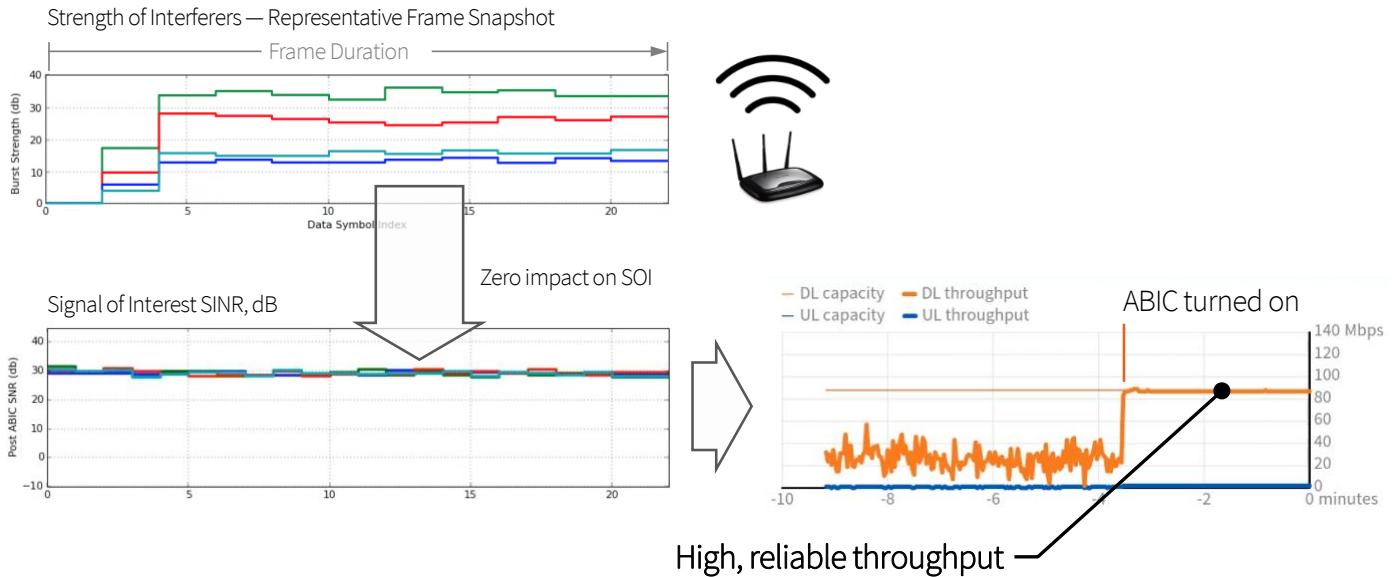 Strength of Interferers — Representative Frame Snapshot
Frame Duration
40
30
20
10
0
Burst Strength (db)
0 5 10 15 20
Data Symbol Index
Zero impact on SOI
Signal of Interest SINR, dB
40
30
20
10
0
−10
Post ABIC SNR (db)
0 5 10 15 20
DL capacity DL throughput
UL capacity UL throughput
ABIC turned on
140 Mbps
120
100
80
60
40
20
0
-10 -8 -6 -4 -2 0 minutes
High, reliable throughput